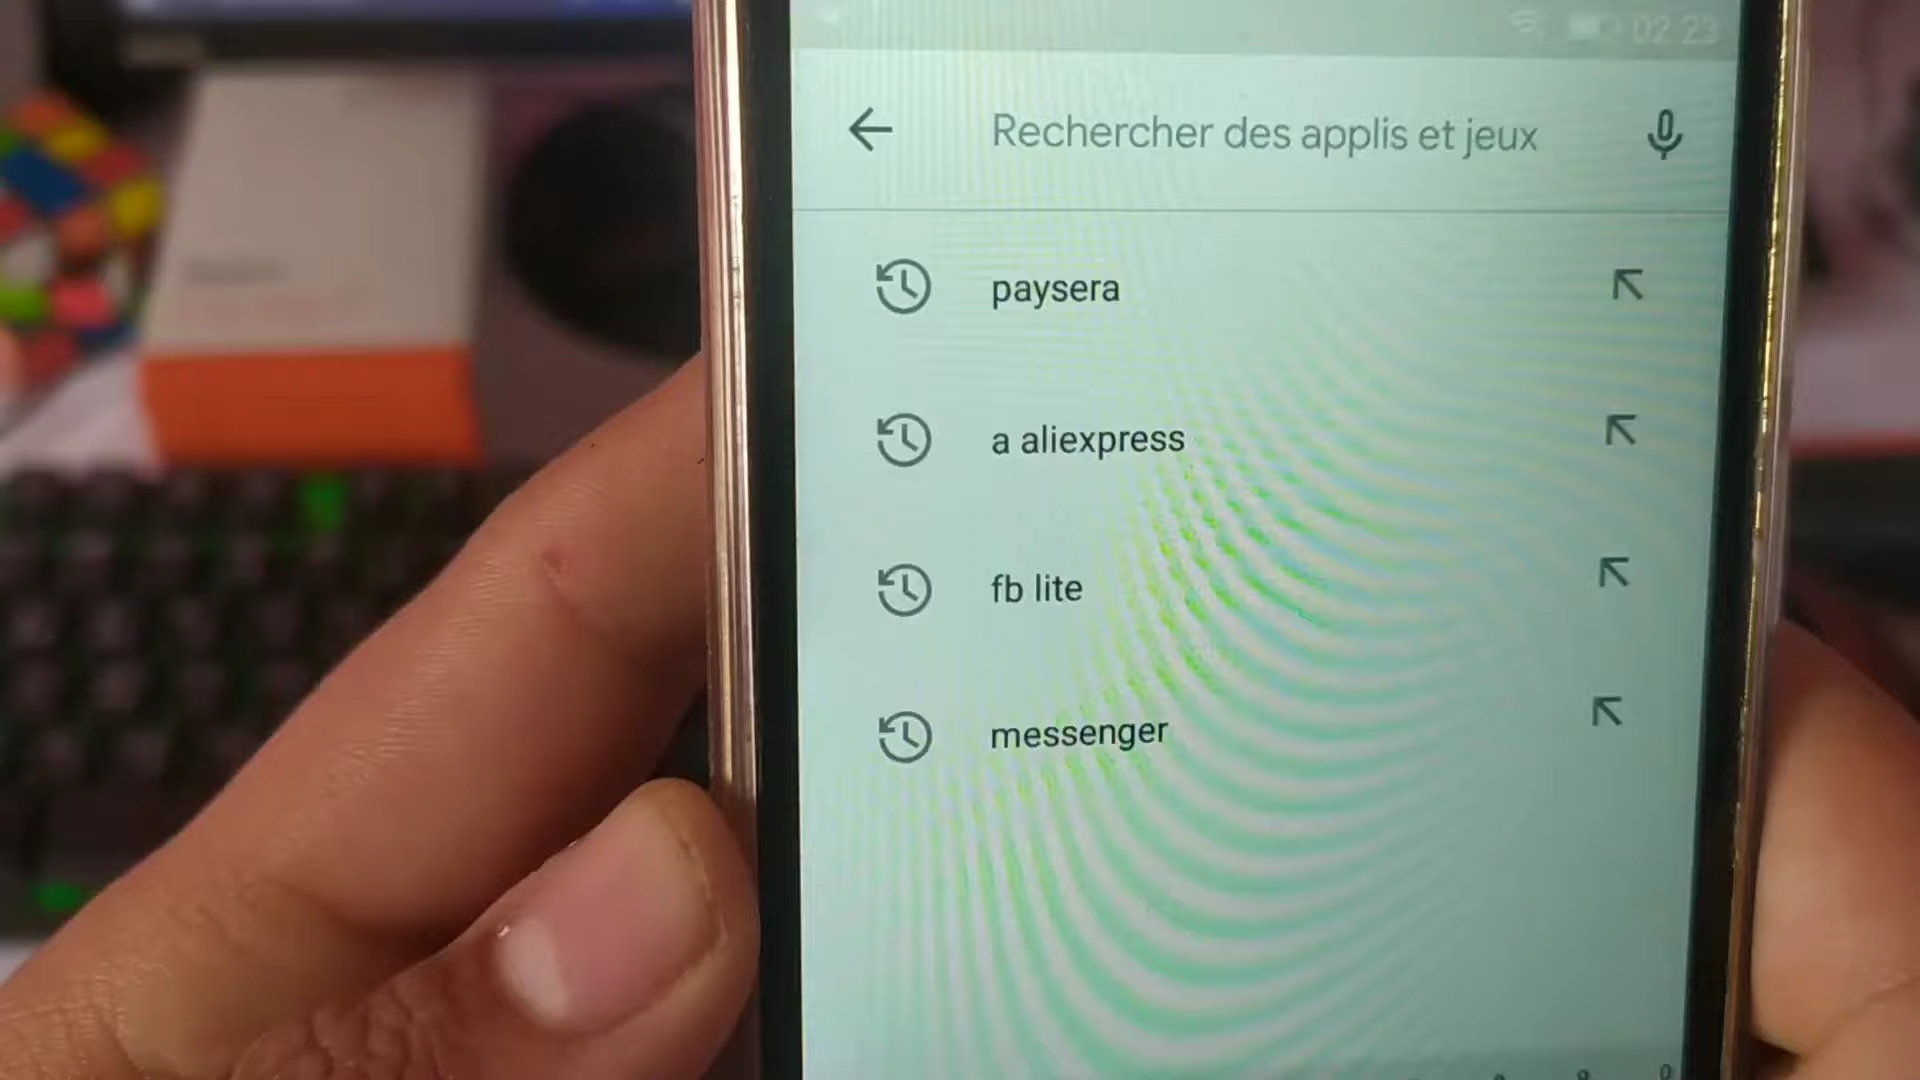 02:23
Rechercher des applis et jeux
paysera
a aliexpress
fb lite
messenger